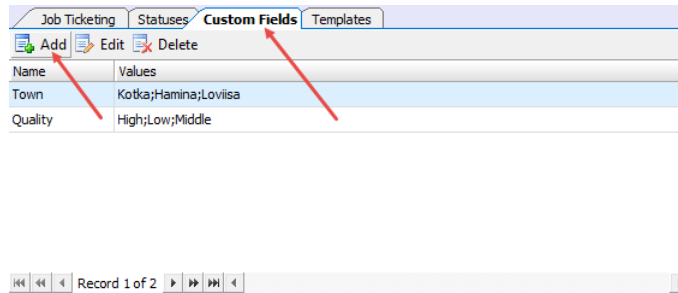 Job Ticketing Statuses Custom Fields Templates
Add Edit Delete
Name Values
Town Kotka;Hamina;Loviisa
Quality High;Low;Middle
Record 1 of 2